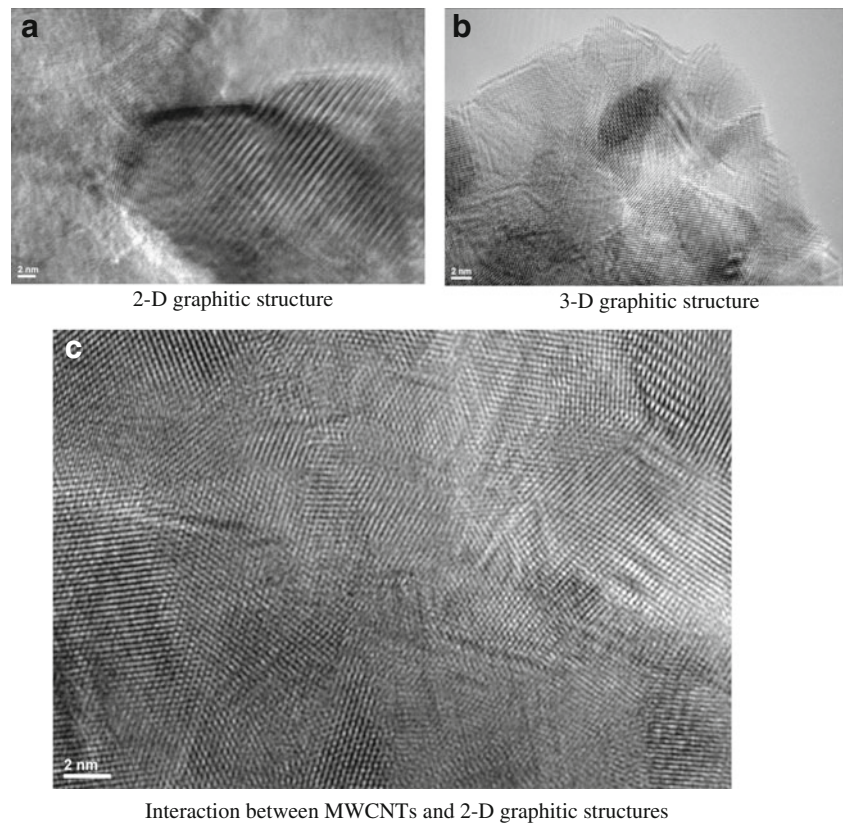 a
2 nm
2-D graphitic structure
b
2 nm
3-D graphitic structure
c
2 nm
Interaction between MWCNTs and 2-D graphitic structures